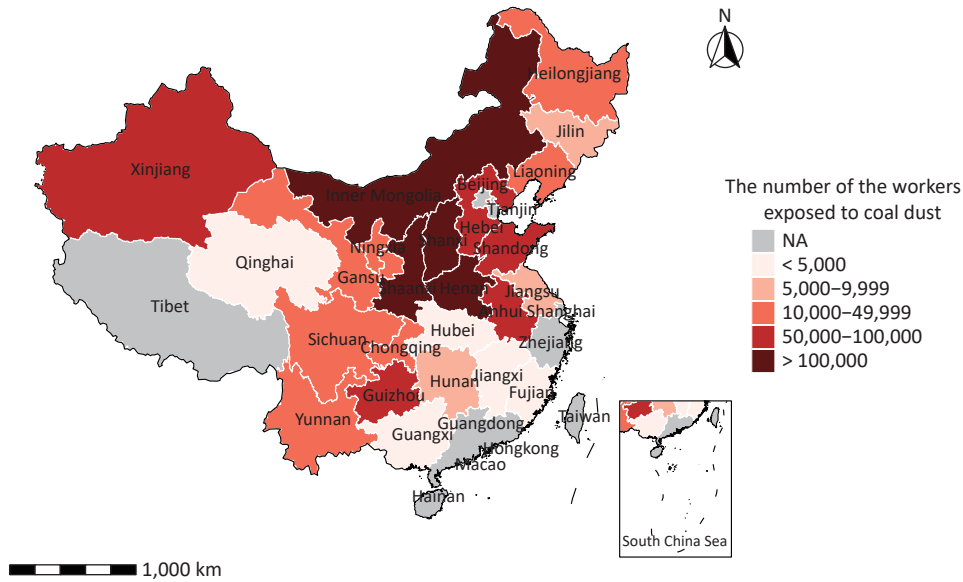 N
Heilongjiang
Jilin
Xinjiang
Liaoning
Beijing
Inner Mongolia
Tianjin
Hebei
Shanxi
Ningxia
Shandong
Qinghai
Gansu
Shaanxi Henan
Jiangsu
Tibet
Anhui Shanghai
Hubei
Sichuan
Zhejiang
Chongqing
Jiangxi
Hunan
Guizhou
Fujian
Yunnan
Guangdong
Taiwan
Guangxi
Hongkong
Macao
Hainan
The number of the workers
exposed to coal dust
NA
< 5,000
5,000–9,999
10,000–49,999
50,000–100,000
> 100,000
South China Sea
1,000 km